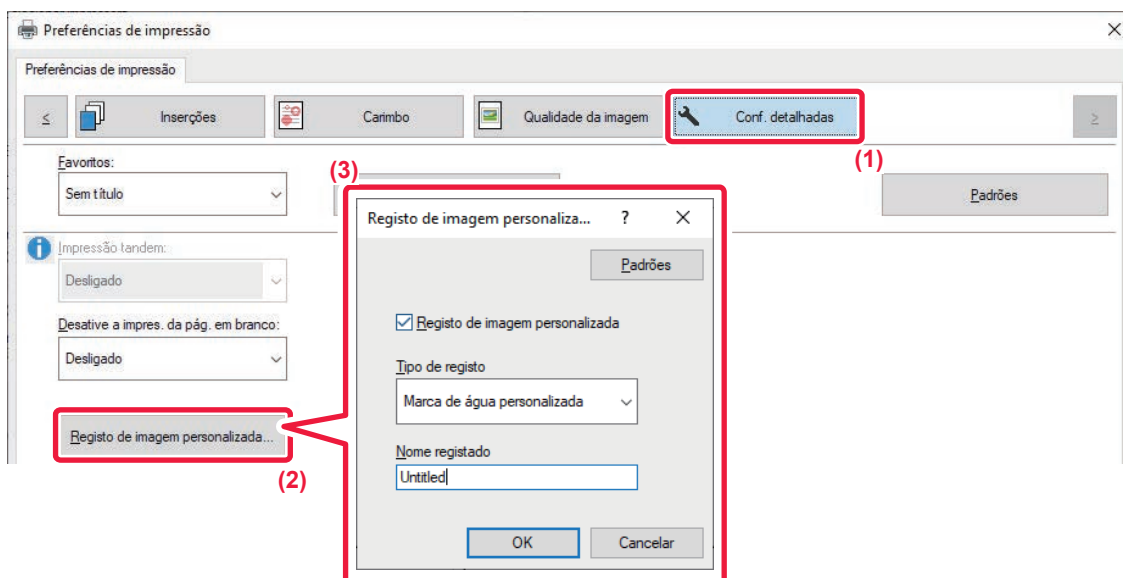 Preferências de impressão
Preferências de impressão
<
Inserções
Carimbo
Qualidade da imagem
Conf. detalhadas
>
(1)
Favoritos:
(3)
Sem título
Padrões
Registo de imagem personaliza... ?
Impressão tandem:
Padrões
Desligado
Desative a impres. da pág. em branco:
Registo de imagem personalizada
Desligado
Tipo de registo
Marca de água personalizada
Registo de imagem personalizada...
(2)
Nome registado
Untitled
OK
Cancelar